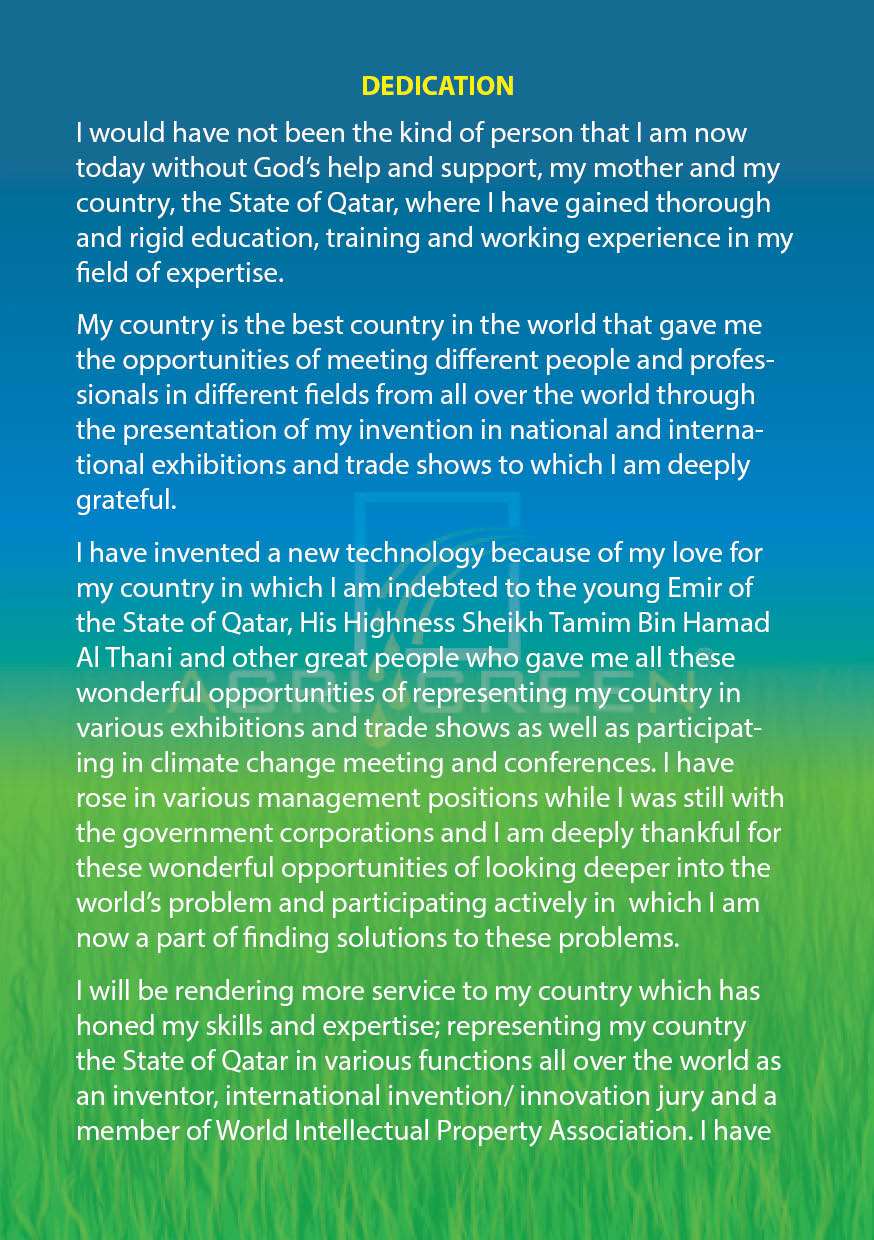 DEDICATION
I would have not been the kind of person that I am now
today without God’s help and support, my mother and my
country, the State of Qatar, where I have gained thorough
and rigid education, training and working experience in my
field of expertise.
My country is the best country in the world that gave me
the opportunities of meeting different people and profes-
sionals in different fields from all over the world through
the presentation of my invention in national and interna-
tional exhibitions and trade shows to which I am deeply
grateful.
I have invented a new technology because of my love for
my country in which I am indebted to the young Emir of
the State of Qatar, His Highness Sheikh Tamim Bin Hamad
Al Thani and other great people who gave me all these
wonderful opportunities of representing my country in
various exhibitions and trade shows as well as participat-
ing in climate change meeting and conferences. I have
rose in various management positions while I was still with
the government corporations and I am deeply thankful for
these wonderful opportunities of looking deeper into the
world’s problem and participating actively in  which I am
now a part of finding solutions to these problems.
I will be rendering more service to my country which has
honed my skills and expertise; representing my country
the State of Qatar in various functions all over the world as
an inventor, international invention/ innovation jury and a
member of World Intellectual Property Association. I have
AGRIGREEN®